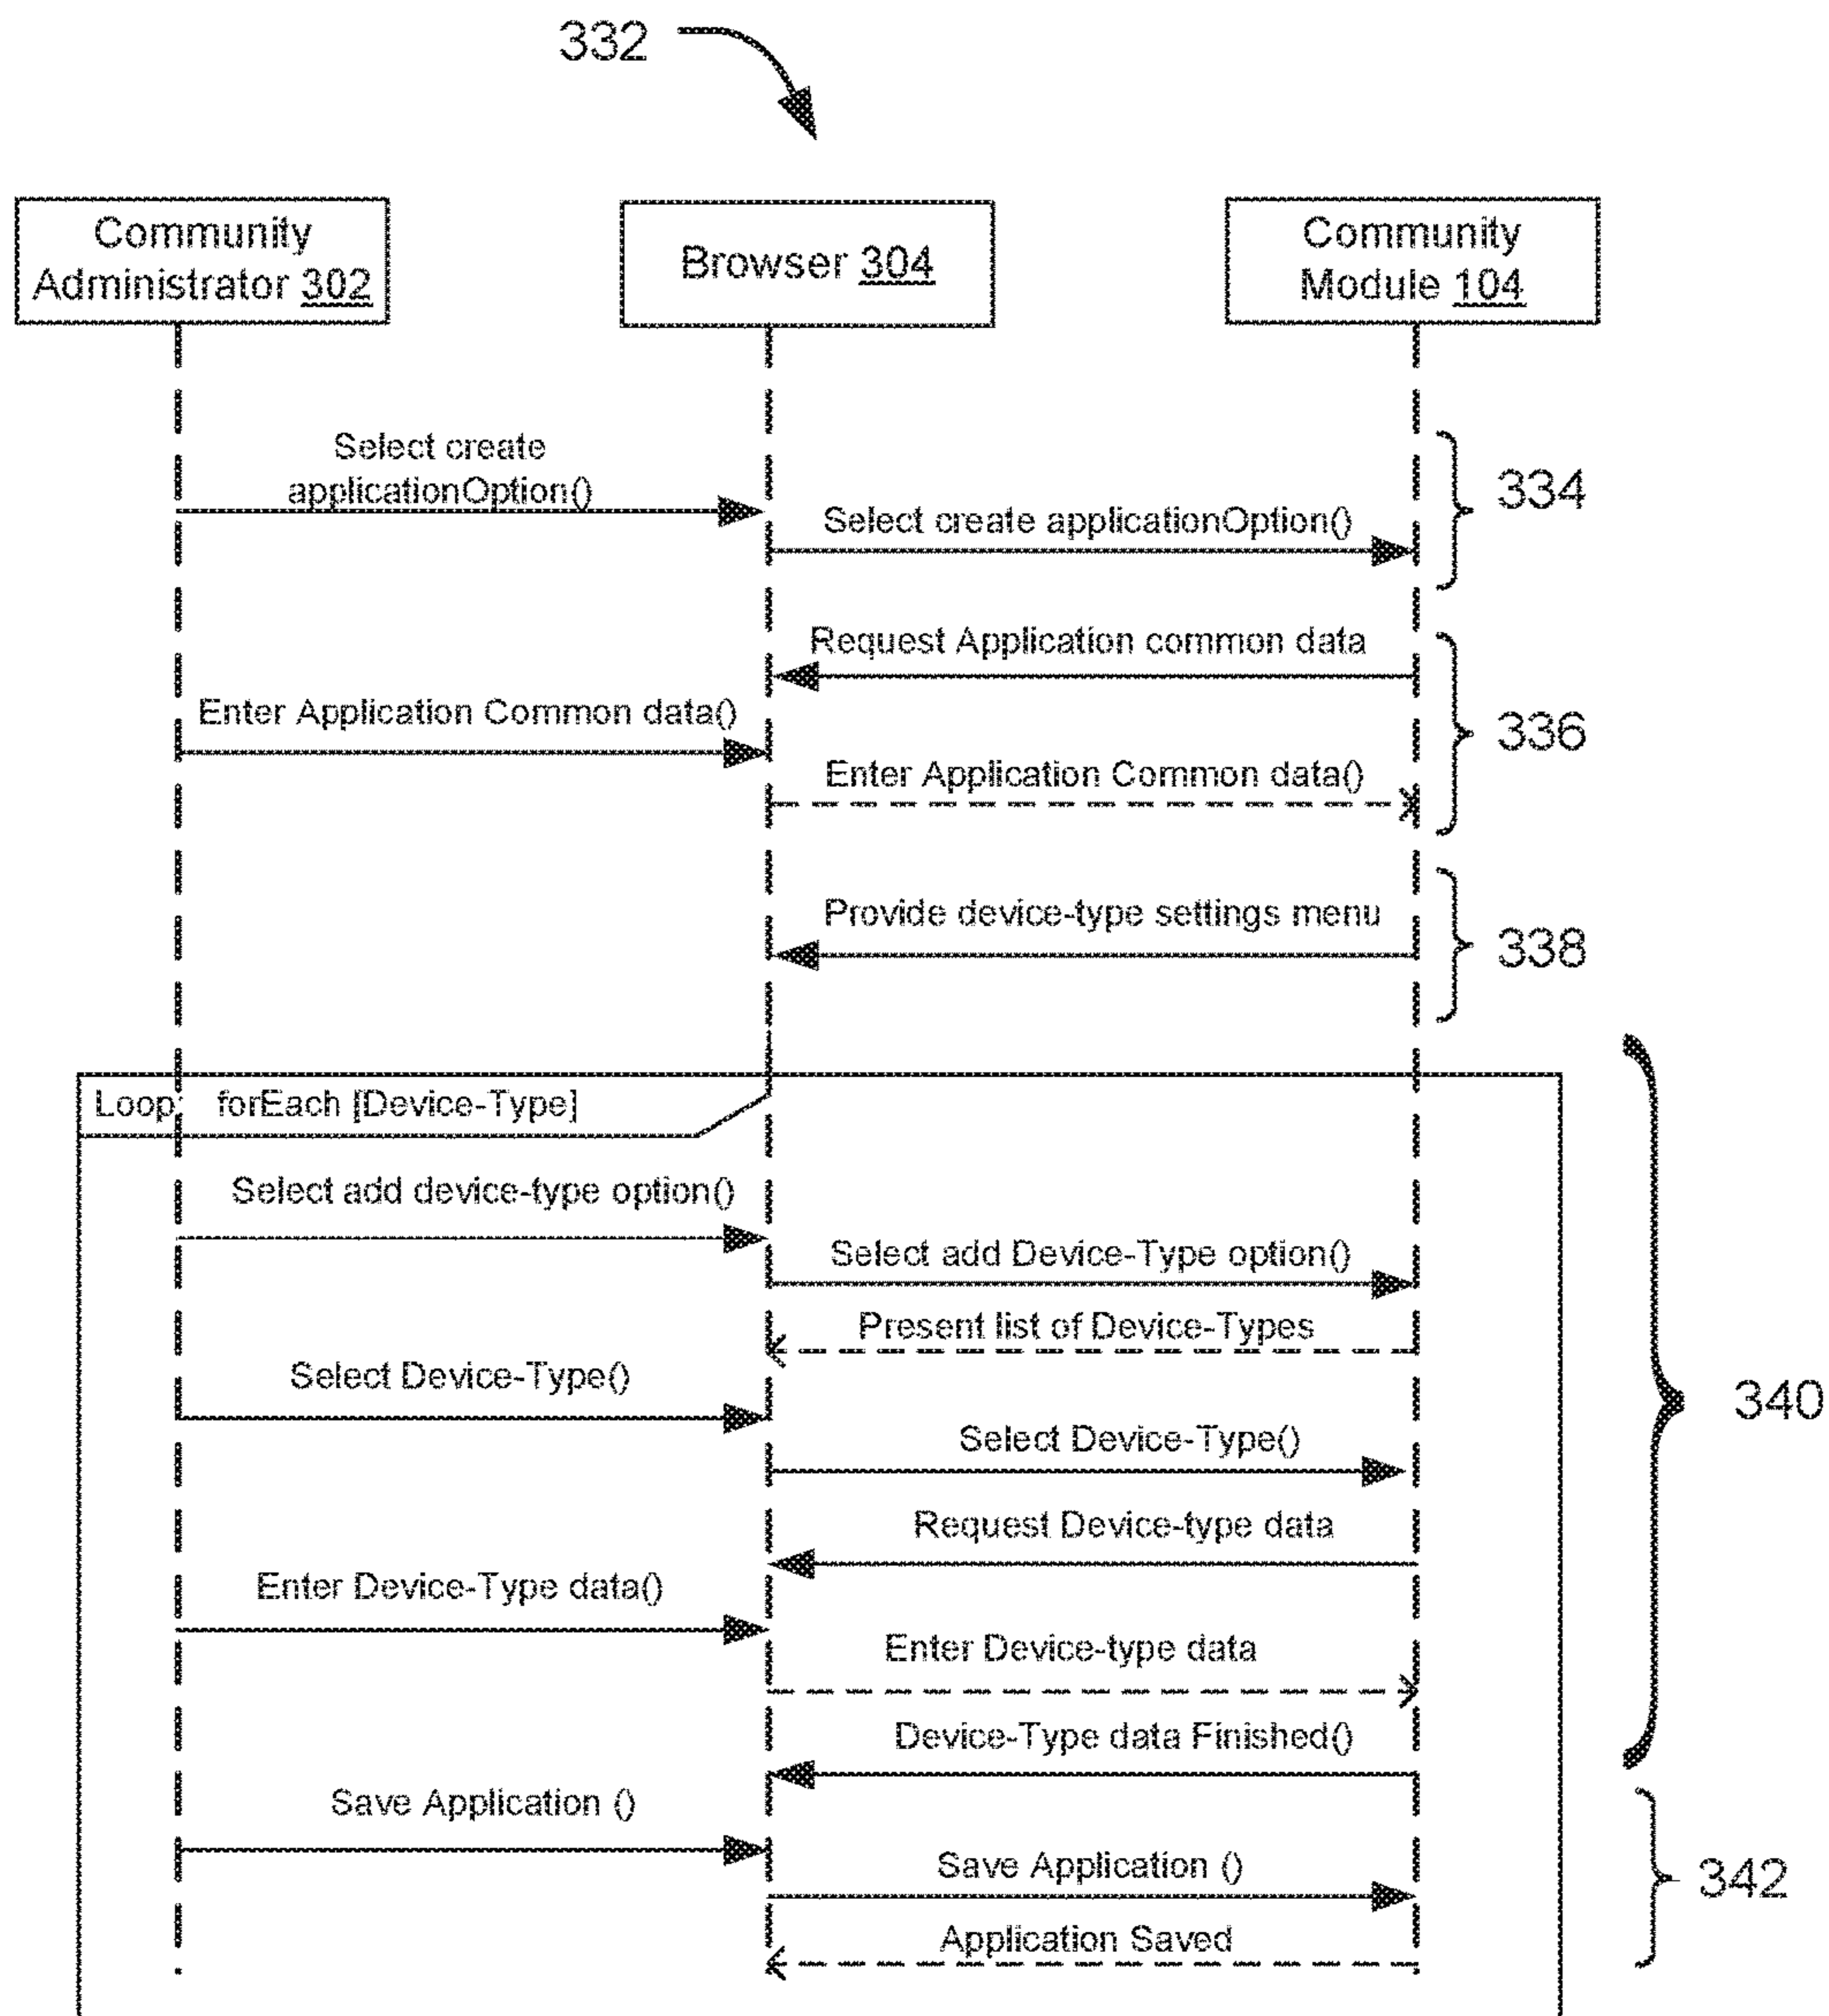 332
Community
Administrator 302
Browser 304
Community
Module 104
Select create
applicationOption()
Select create applicationOption()
334
Request Application common data
Enter Application Common data()
336
Enter Application Common data()
Provide device-type settings menu
338
Loop forEach [Device-Type]
Select add device-type option()
Select add Device-Type option()
Present list of Device-Types
Select Device-Type()
340
Select Device-Type()
Request Device-type data
Enter Device-Type data()
Enter Device-type data
Device-Type data Finished()
Save Application ()
Save Application ()
342
Application Saved